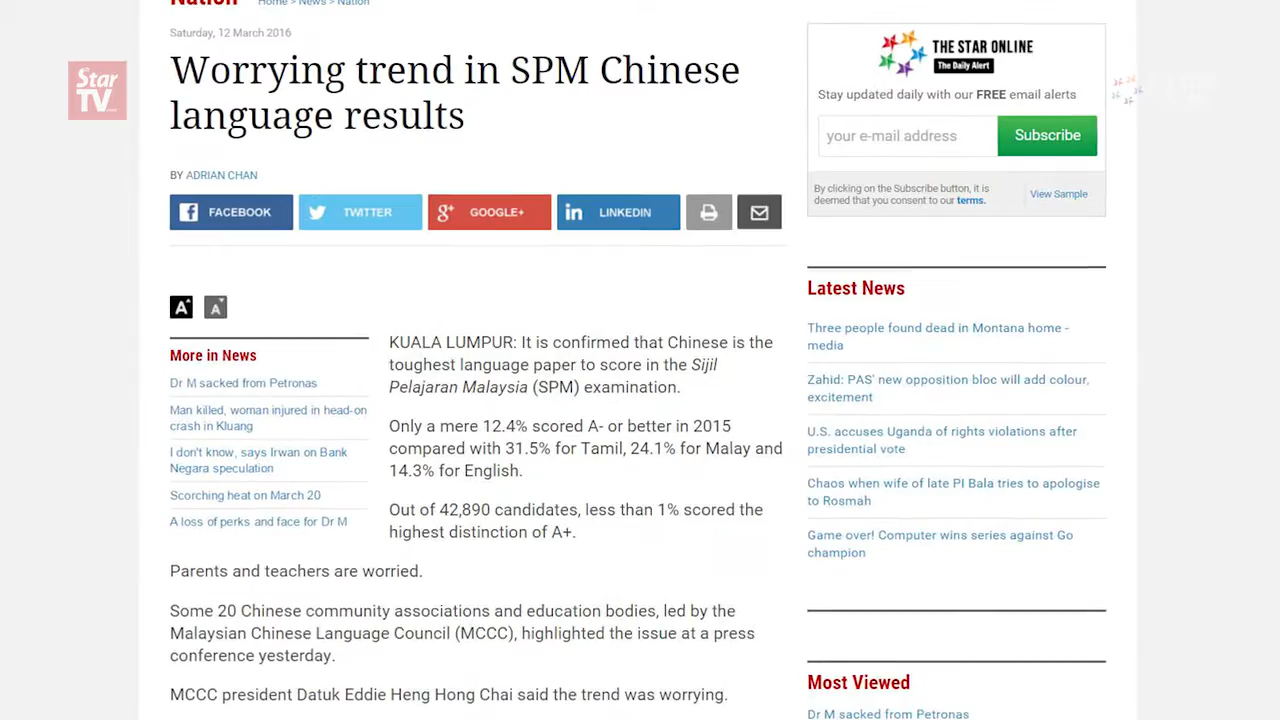 Nation
Home > News > Nation
Saturday, 12 March 2016
Worrying trend in SPM Chinese
language results
Star
TV
BY ADRIAN CHAN
FACEBOOK
TWITTER
GOOGLE+
LINKEDIN
A
A
More in News
Dr M sacked from Petronas
Man killed, woman injured in head-on
crash in Kluang
I don't know, says Irwan on Bank
Negara speculation
Scorching heat on March 20
A loss of perks and face for Dr M
KUALA LUMPUR: It is confirmed that Chinese is the
toughest language paper to score in the Sijil
Pelajaran Malaysia (SPM) examination.
Only a mere 12.4% scored A- or better in 2015
compared with 31.5% for Tamil, 24.1% for Malay and
14.3% for English.
Out of 42,890 candidates, less than 1% scored the
highest distinction of A+.
Parents and teachers are worried.
Some 20 Chinese community associations and education bodies, led by the
Malaysian Chinese Language Council (MCCC), highlighted the issue at a press
conference yesterday.
MCCC president Datuk Eddie Heng Hong Chai said the trend was worrying.
THE STAR ONLINE
The Daily Alert
Stay updated daily with our FREE email alerts
your e-mail address
Subscribe
By clicking on the Subscribe button, it is
deemed that you consent to our terms.
View Sample
Latest News
Three people found dead in Montana home -
media
Zahid: PAS' new opposition bloc will add colour,
excitement
U.S. accuses Uganda of rights violations after
presidential vote
Chaos when wife of late PI Bala tries to apologise
to Rosmah
Game over! Computer wins series against Go
champion
Most Viewed
Dr M sacked from Petronas